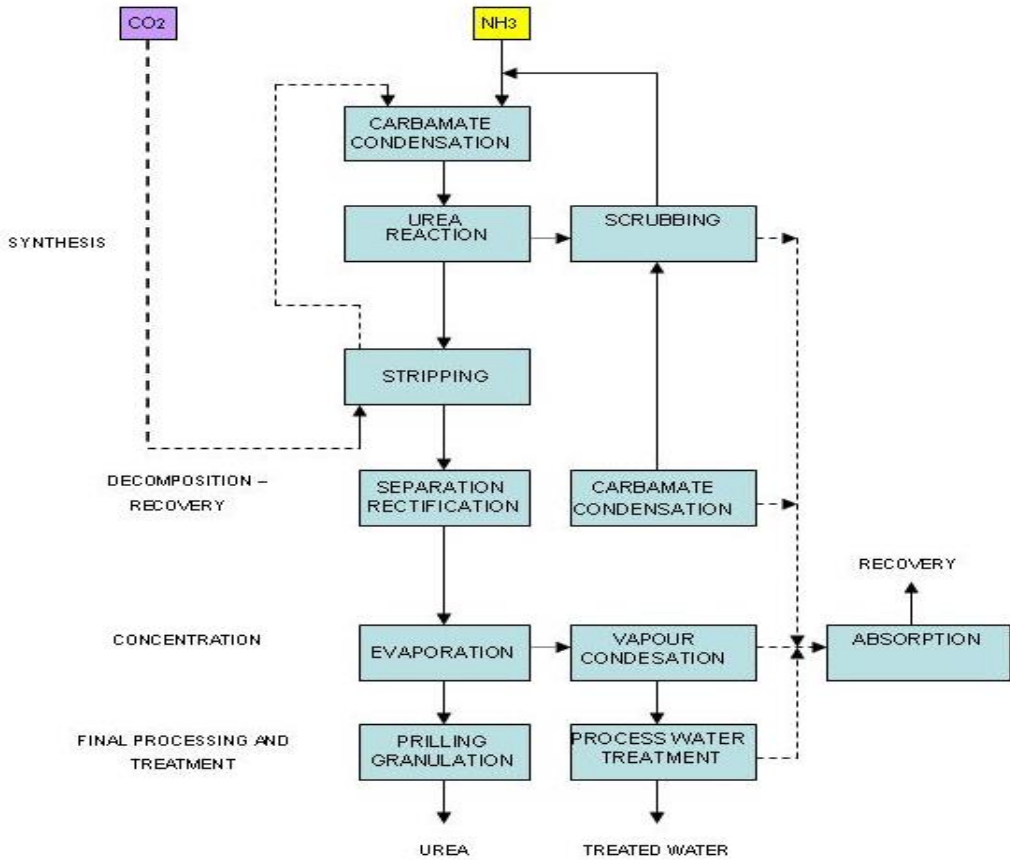 CO2
NH3
CARBAMATE
CONDENSATION
UREA
REACTION
SCRUBBING
SYNTHESIS
STRIPPING
DECOMPOSITION –
RECOVERY
SEPARATION
RECTIFICATION
CARBAMATE
CONDENSATION
RECOVERY
CONCENTRATION
EVAPORATION
VAPOUR
CONDESATION
ABSORPTION
FINAL PROCESSING AND
TREATMENT
PRILLING
GRANULATION
PROCESS WATER
TREATMENT
UREA
TREATED WATER